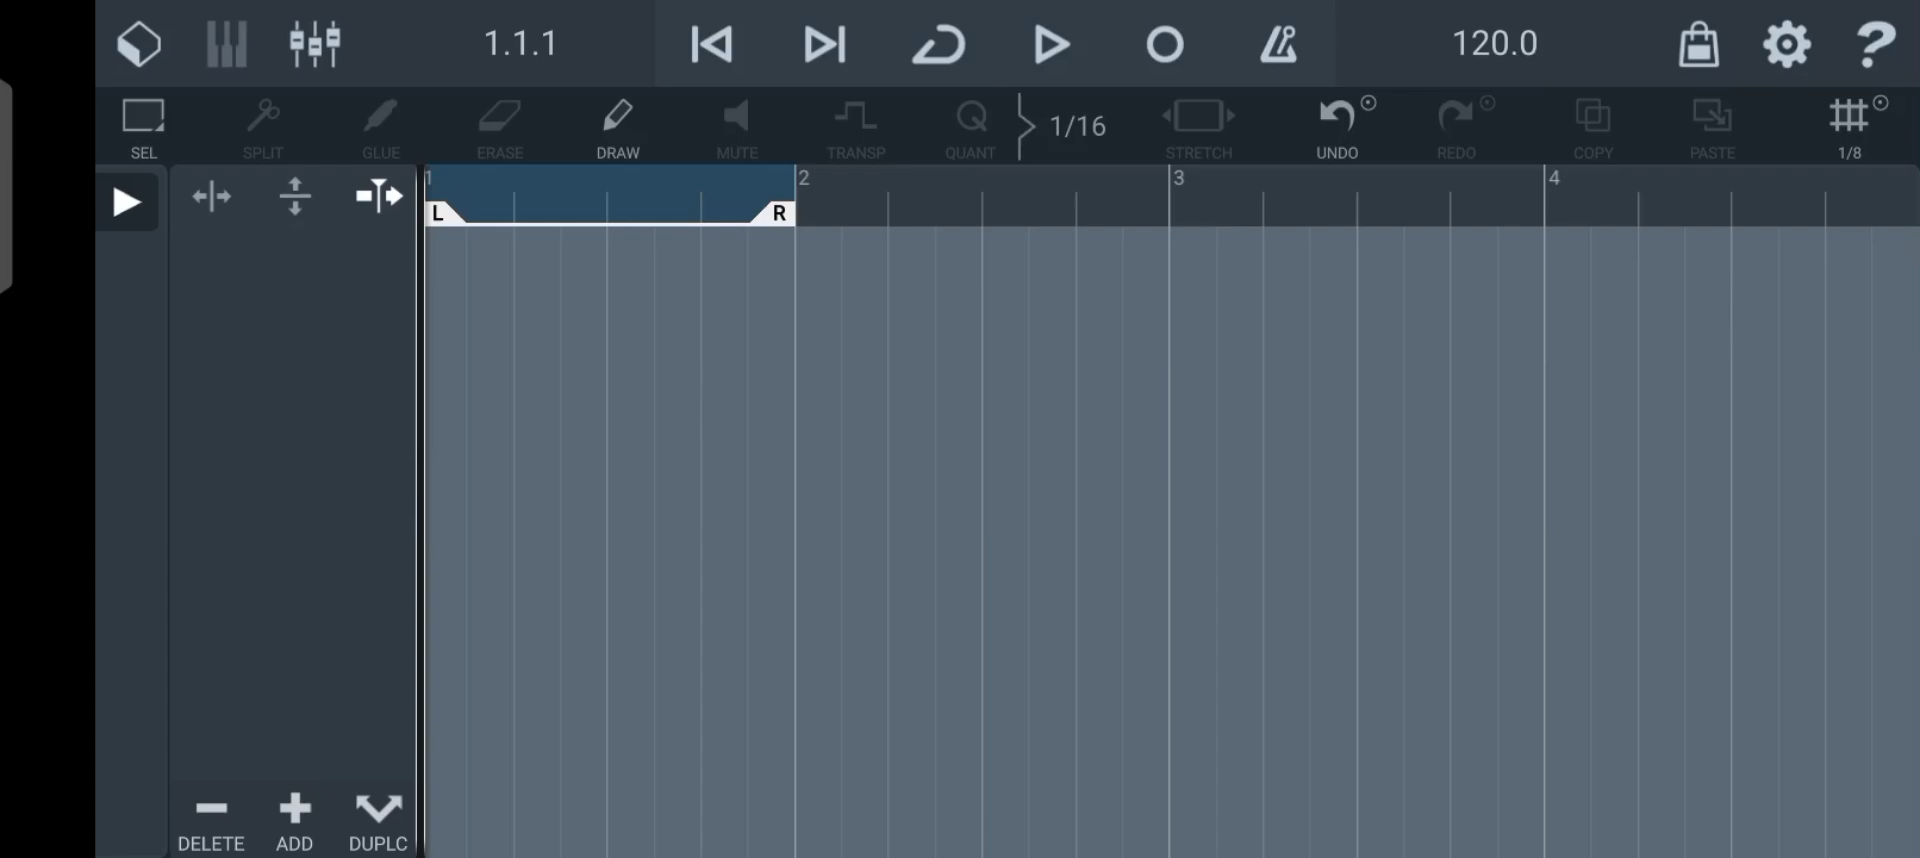 1.1.1
120.0
SEL
SPLIT
GLUE
ERASE
DRAW
MUTE
TRANSP
QUANT
1/16
STRETCH
UNDO
REDO
COPY
PASTE
1/8
1
2
3
4
L
R
DELETE
ADD
DUPLC